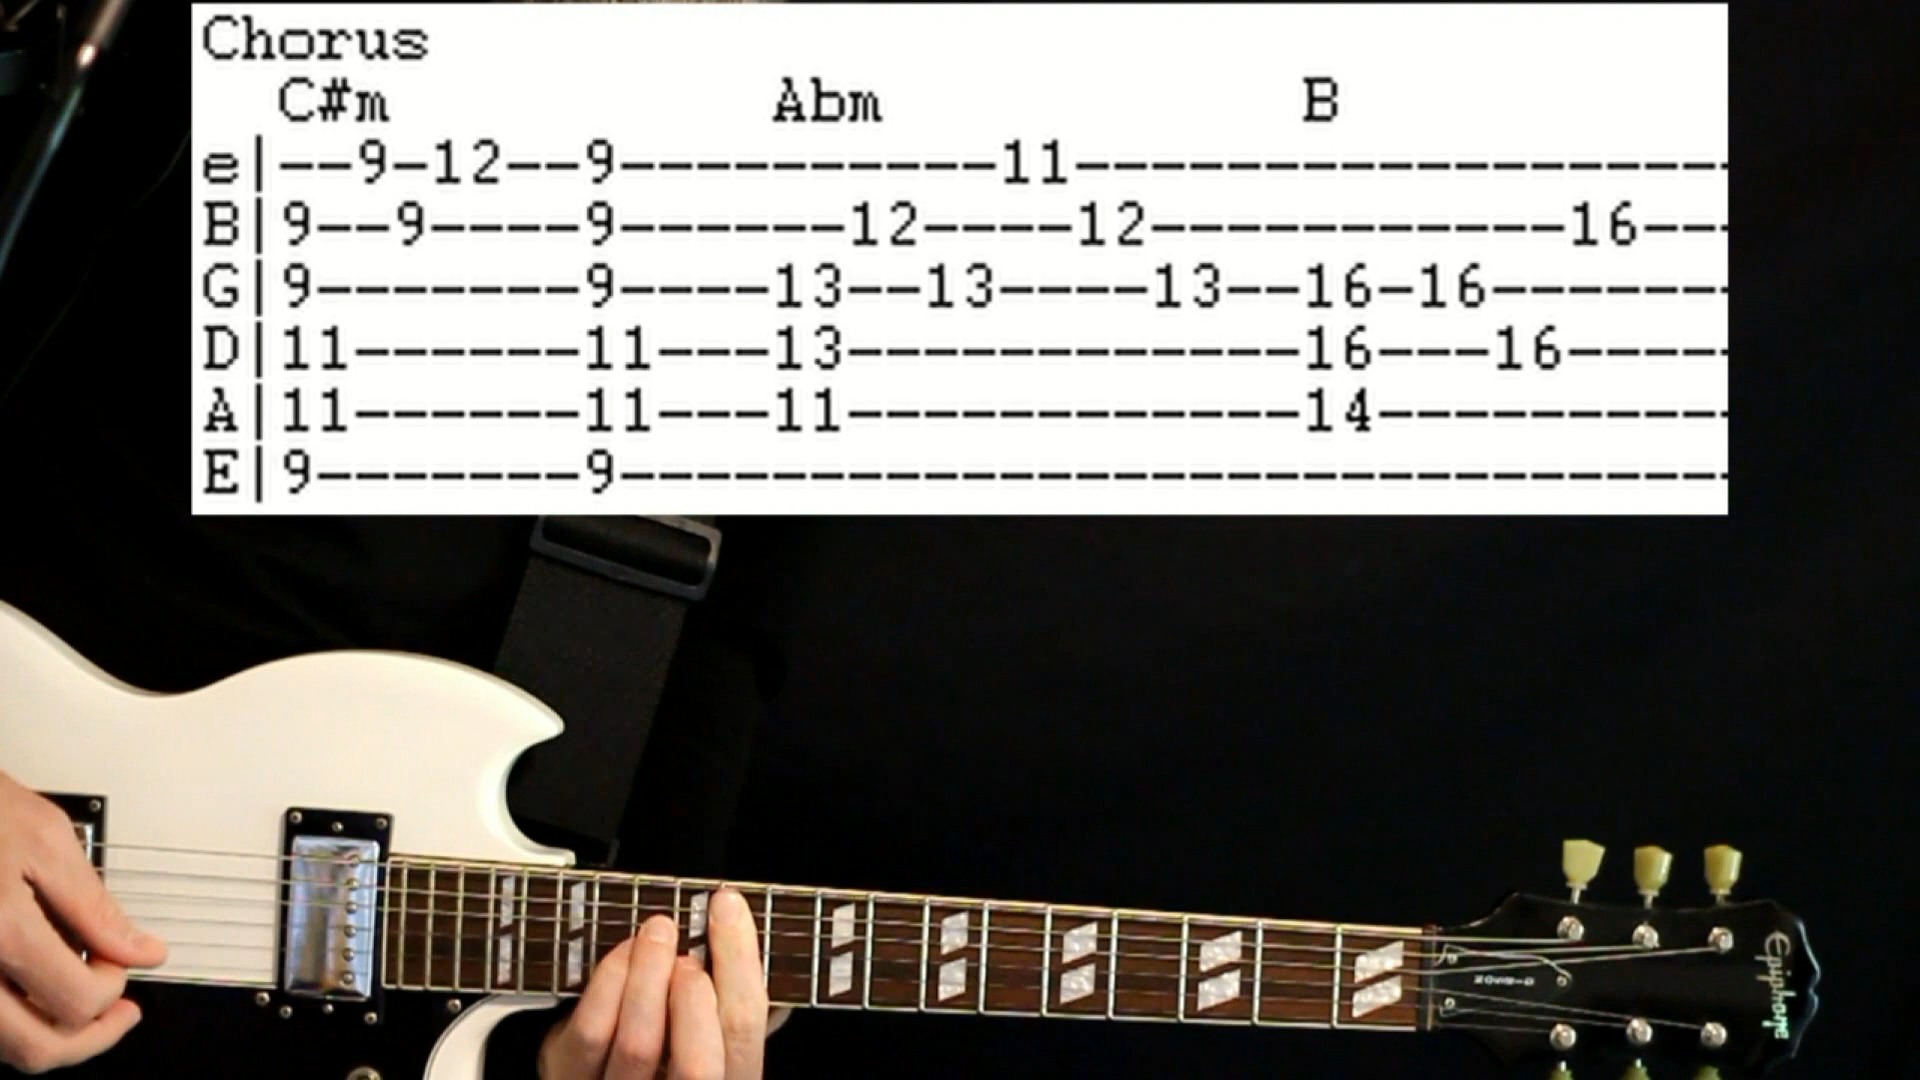 Chorus
C#m Abm B
e|--9-12--9----------11-----------------
B|9--9----9------12----12-----------16--
G|9-------9----13--13----13--16-16------
D|11------11---13------------16---16----
A|11------11---11------------14---------
E|9-------9-----------------------------
Epiphone